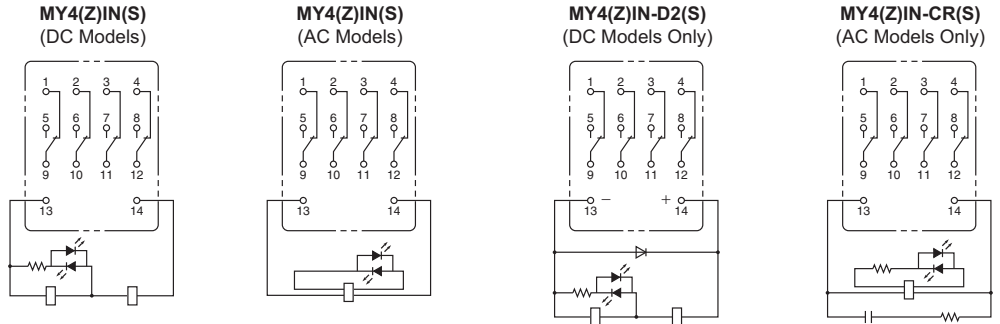 MY4(Z)IN(S)
(DC Models)
1 2 3 4
5 6 7 8
9 10 11 12
13 14
MY4(Z)IN(S)
(AC Models)
1 2 3 4
5 6 7 8
9 10 11 12
13 14
MY4(Z)IN-D2(S)
(DC Models Only)
1 2 3 4
5 6 7 8
9 10 11 12
13 − + 14
MY4(Z)IN-CR(S)
(AC Models Only)
1 2 3 4
5 6 7 8
9 10 11 12
13 14